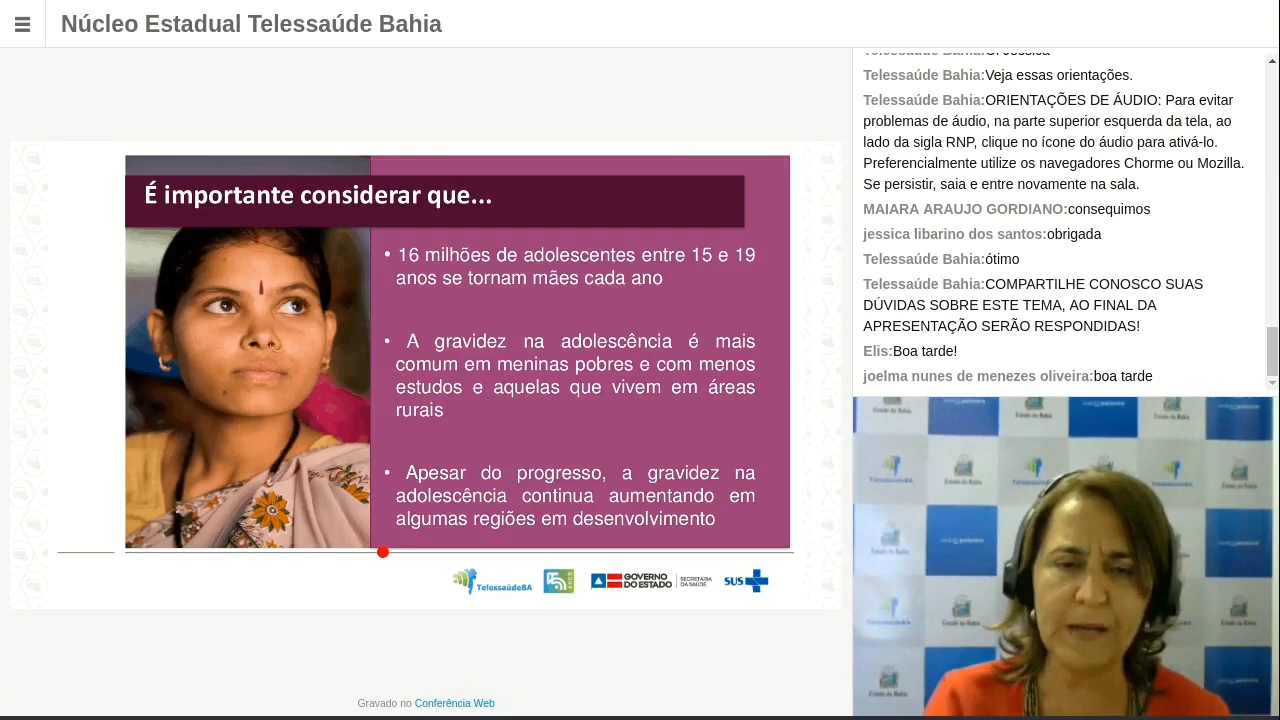 Núcleo Estadual Telessaúde Bahia
É importante considerar que...
• 16 milhões de adolescentes entre 15 e 19
anos se tornam mães cada ano
• A gravidez na adolescência é mais
comum em meninas pobres e com menos
estudos e aquelas que vivem em áreas
rurais
• Apesar do progresso, a gravidez na
adolescência continua aumentando em
algumas regiões em desenvolvimento
TelessaúdeBA
GOVERNO
DO ESTADO
SECRETARIA
DA SAÚDE
SUS
Gravado no Conferência Web
Telessaúde Bahia:Veja essas orientações.
Telessaúde Bahia:ORIENTAÇÕES DE ÁUDIO: Para evitar
problemas de áudio, na parte superior esquerda da tela, ao
lado da sigla RNP, clique no ícone do áudio para ativá-lo.
Preferencialmente utilize os navegadores Chorme ou Mozilla.
Se persistir, saia e entre novamente na sala.
MAIARA ARAUJO GORDIANO:consequimos
jessica libarino dos santos:obrigada
Telessaúde Bahia:ótimo
Telessaúde Bahia:COMPARTILHE CONOSCO SUAS
DÚVIDAS SOBRE ESTE TEMA, AO FINAL DA
APRESENTAÇÃO SERÃO RESPONDIDAS!
Elis:Boa tarde!
joelma nunes de menezes oliveira:boa tarde